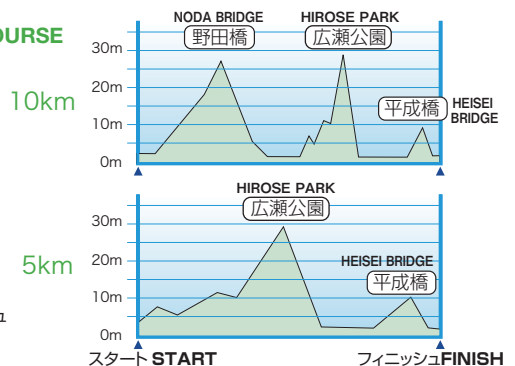 OURSE
10km
NODA BRIDGE
野田橋
HIROSE PARK
広瀬公園
平成橋
HEISEI
BRIDGE
30m
20m
10m
0m
5km
HIROSE PARK
広瀬公園
HEISEI BRIDGE
平成橋
30m
20m
10m
0m
ュ
スタート START
フィニッシュFINISH